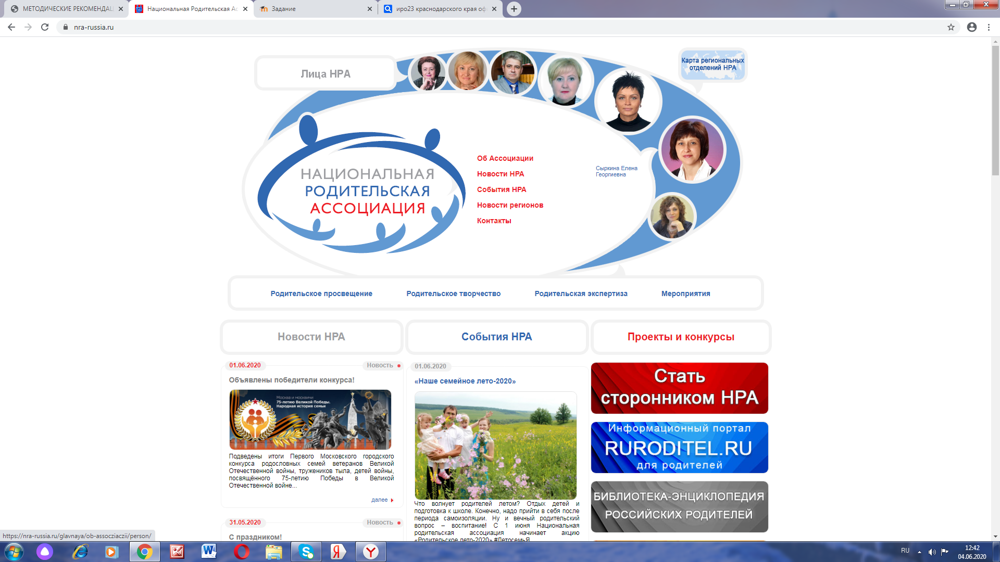 МЕТОДИЧЕСКИЕ РЕКОМЕНДАЦ
Национальная Родительская Ас
Задание
иро23 краснодарского края оф
nra-russia.ru
Лица НРА
Карта региональных
отделений НРА
НАЦИОНАЛЬНАЯ
РОДИТЕЛЬСКАЯ
АССОЦИАЦИЯ
Об Ассоциации
Новости НРА
События НРА
Новости регионов
Контакты
Сыркина Елена
Георгиевна
Родительское просвещение
Родительское творчество
Родительская экспертиза
Мероприятия
Новости НРА
События НРА
Проекты и конкурсы
01.06.2020
Новость
Объявлены победители конкурса!
Москва и москвичи
75-летию Великой Победы.
Народная история семьи
Подведены итоги Первого Московского городского
конкурса родословных семей ветеранов Великой
Отечественной войны, тружеников тыла, детей войны,
посвящённого 75-летию Победы в Великой
Отечественной войне...
далее
31.05.2020
Новость
С праздником!
01.06.2020
«Наше семейное лето-2020»
Что волнует родителей летом? Отдых детей и
подготовка к школе. Конечно, надо прийти в себя после
периода самоизоляции. Ну и вечный родительский
вопрос – воспитание! С 1 июня Национальная
родительская ассоциация начинает акцию
«Родительское лето-2020» #ЛетосемьЯ
Стать
сторонником НРА
Информационный портал
RURODITEL.RU
для родителей
БИБЛИОТЕКА-ЭНЦИКЛОПЕДИЯ
РОССИЙСКИХ РОДИТЕЛЕЙ
https://nra-russia.ru/glavnaya/ob-assocziaczii/person/
RU
12:42
04.06.2020